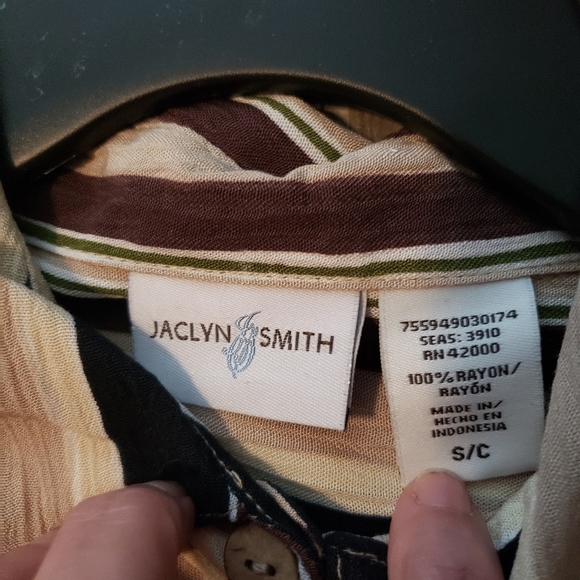 JACLYN SMITH
755949030174
SEAS: 3910
RN 42000
100% RAYON/
RAYÓN
MADE IN/
HECHO EN
INDONESIA
S/C